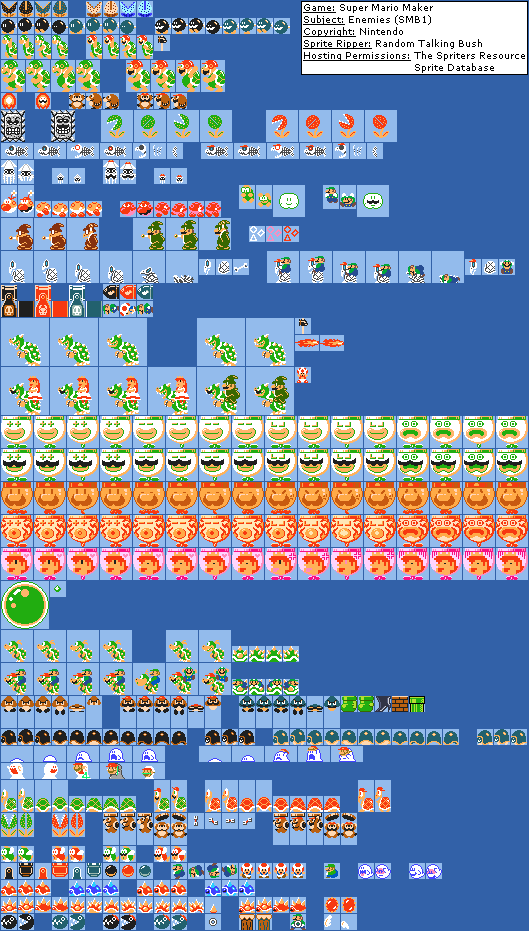 Game: Super Mario Maker
Subject: Enemies (SMB1)
Copyright: Nintendo
Sprite Ripper: Random Talking Bush
Hosting Permissions: The Spriters Resource
Sprite Database